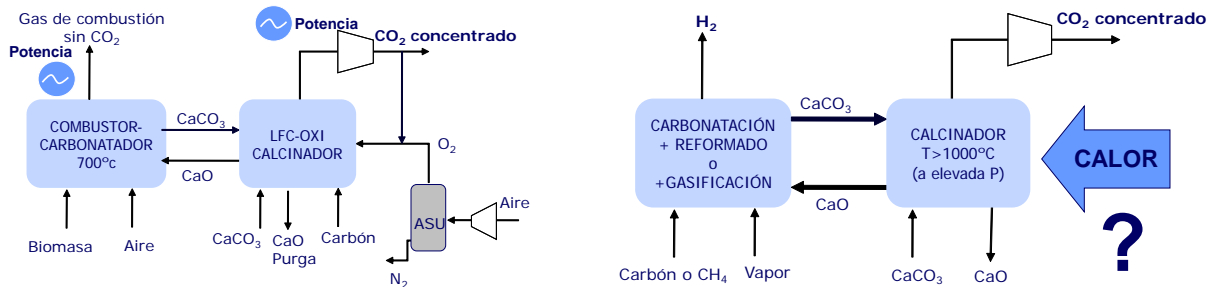 Gas de combustión
sin CO₂
Potencia
Potencia
CO₂ concentrado
COMBUSTOR-
CARBONATADOR
700ºc
CaCO₃
CaO
LFC-OXI
CALCINADOR
O₂
Biomasa
Aire
CaCO₃
CaO
Purga
Carbón
ASU
Aire
N₂
H₂
CO₂ concentrado
CARBONATACIÓN
+ REFORMADO
o
+GASIFICACIÓN
CaCO₃
CaO
CALCINADOR
T>1000ºC
(a elevada P)
CALOR
?
Carbón o CH₄
Vapor
CaCO₃
CaO